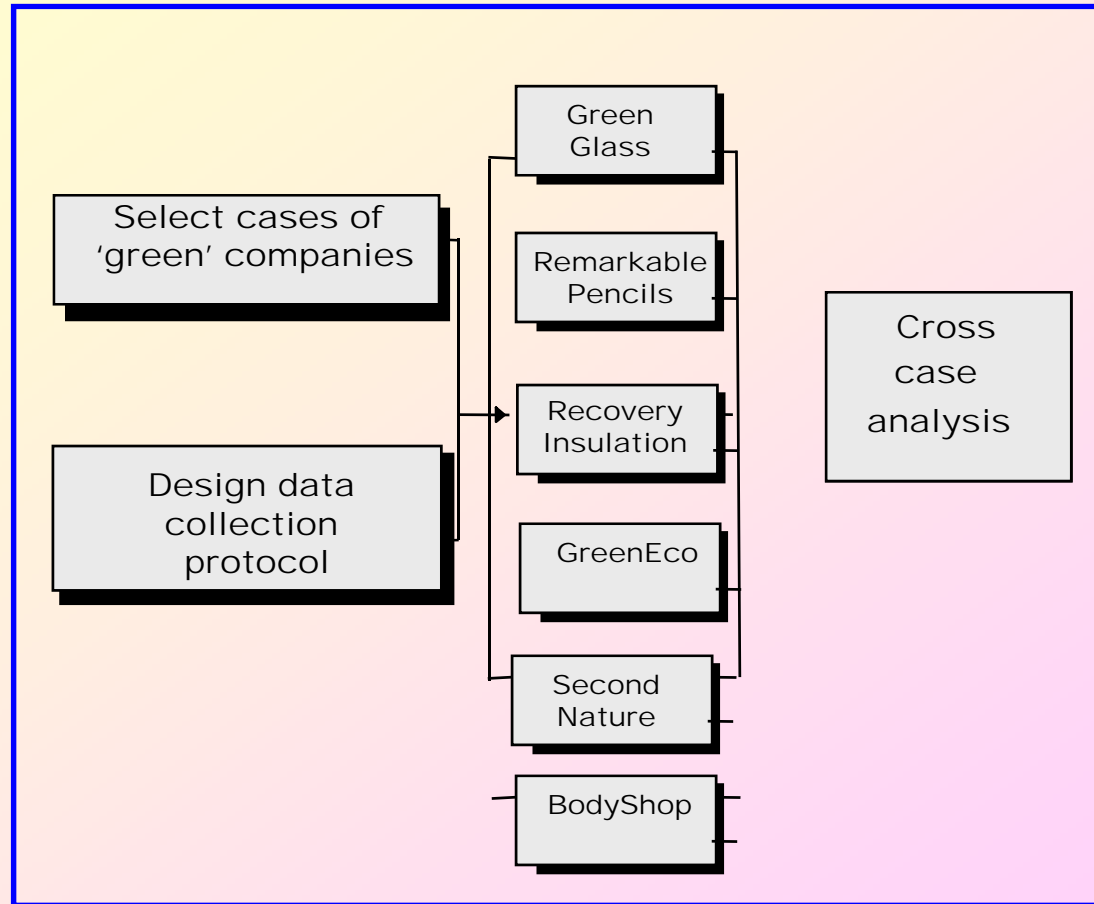 Select cases of
‘green’ companies
Design data
collection
protocol
Green
Glass
Remarkable
Pencils
Recovery
Insulation
GreenEco
Second
Nature
BodyShop
Cross
case
analysis